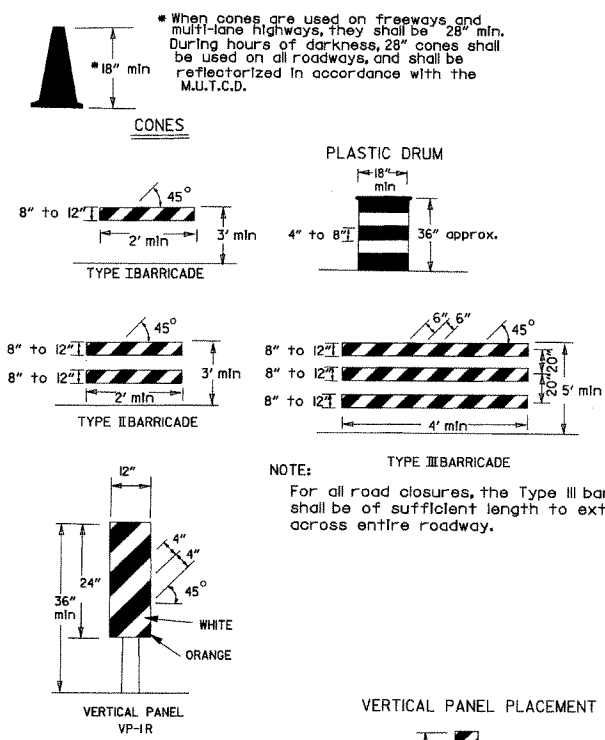 * When cones are used on freeways and
multi-lane highways, they shall be 28" min.
During hours of darkness, 28" cones shall
be used on all roadways, and shall be
reflectorized in accordance with the
M.U.T.C.D.
*18" min
CONES
PLASTIC DRUM
18"
min
4" to 8"
36" approx.
45°
8" to 12"
2' min
3' min
TYPE I BARRICADE
45°
8" to 12"
8" to 12"
2' min
3' min
TYPE II BARRICADE
6" 6"
45°
8" to 12"
8" to 12"
8" to 12"
20"
20"
5' min
4' min
TYPE III BARRICADE
NOTE:
For all road closures, the Type III
shall be of sufficient length to
across entire roadway.
12"
24"
36"
min
4"
4"
45°
WHITE
ORANGE
VERTICAL PANEL
VP-1R
VERTICAL PANEL PLACEMENT